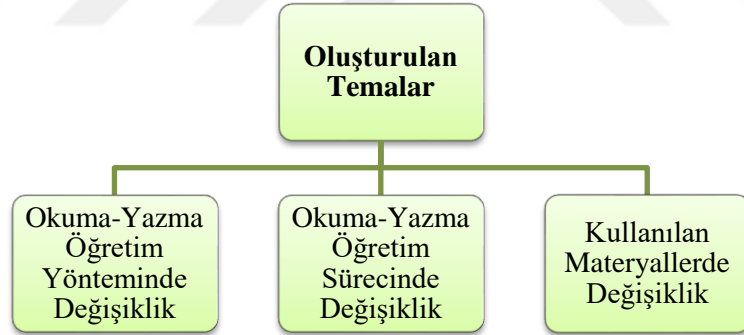 Oluşturulan
Temalar
Okuma-Yazma
Öğretim
Yönteminde
Değişiklik
Okuma-Yazma
Öğretim
Sürecinde
Değişiklik
Kullanılan
Materyallerde
Değişiklik